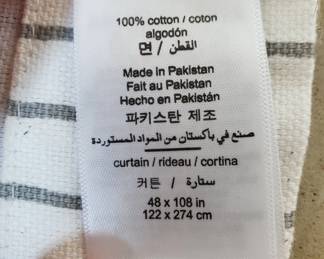 100% cotton / coton
algodón
면 / القطن
Made in Pakistan
Fait au Pakistan
Hecho en Pakistán
파키스탄 제조
صنع في باكستان من المواد المستوردة
curtain / rideau / cortina
커튼 / ستارة
48 x 108 in
122 x 274 cm